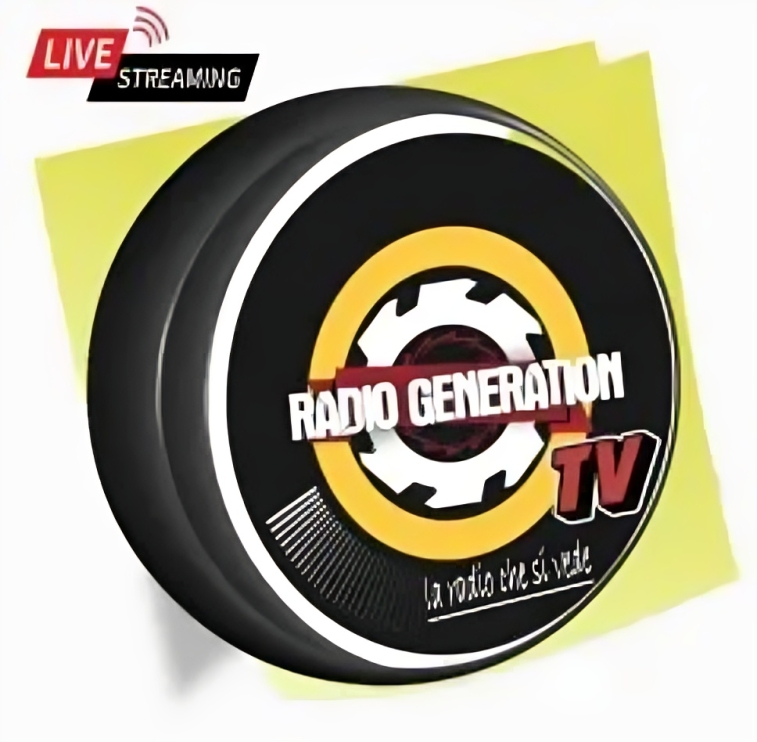 LIVE
STREAMING
RADIO GENERATION
TV
la radio che si vede